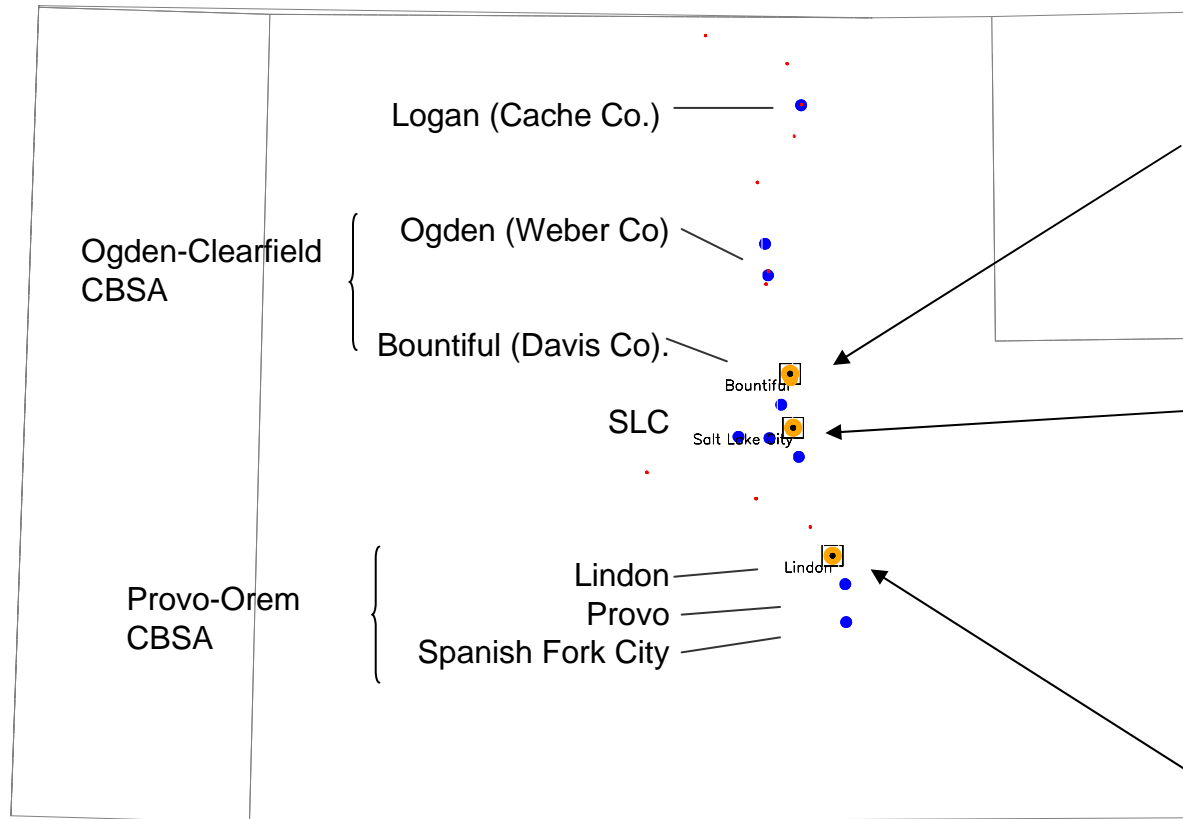 Logan (Cache Co.)
Ogden (Weber Co)
Ogden-Clearfield
CBSA
Bountiful (Davis Co).
Bountiful
SLC
Salt Lake City
Lindon
Lindon
Provo-Orem
CBSA
Provo
Spanish Fork City